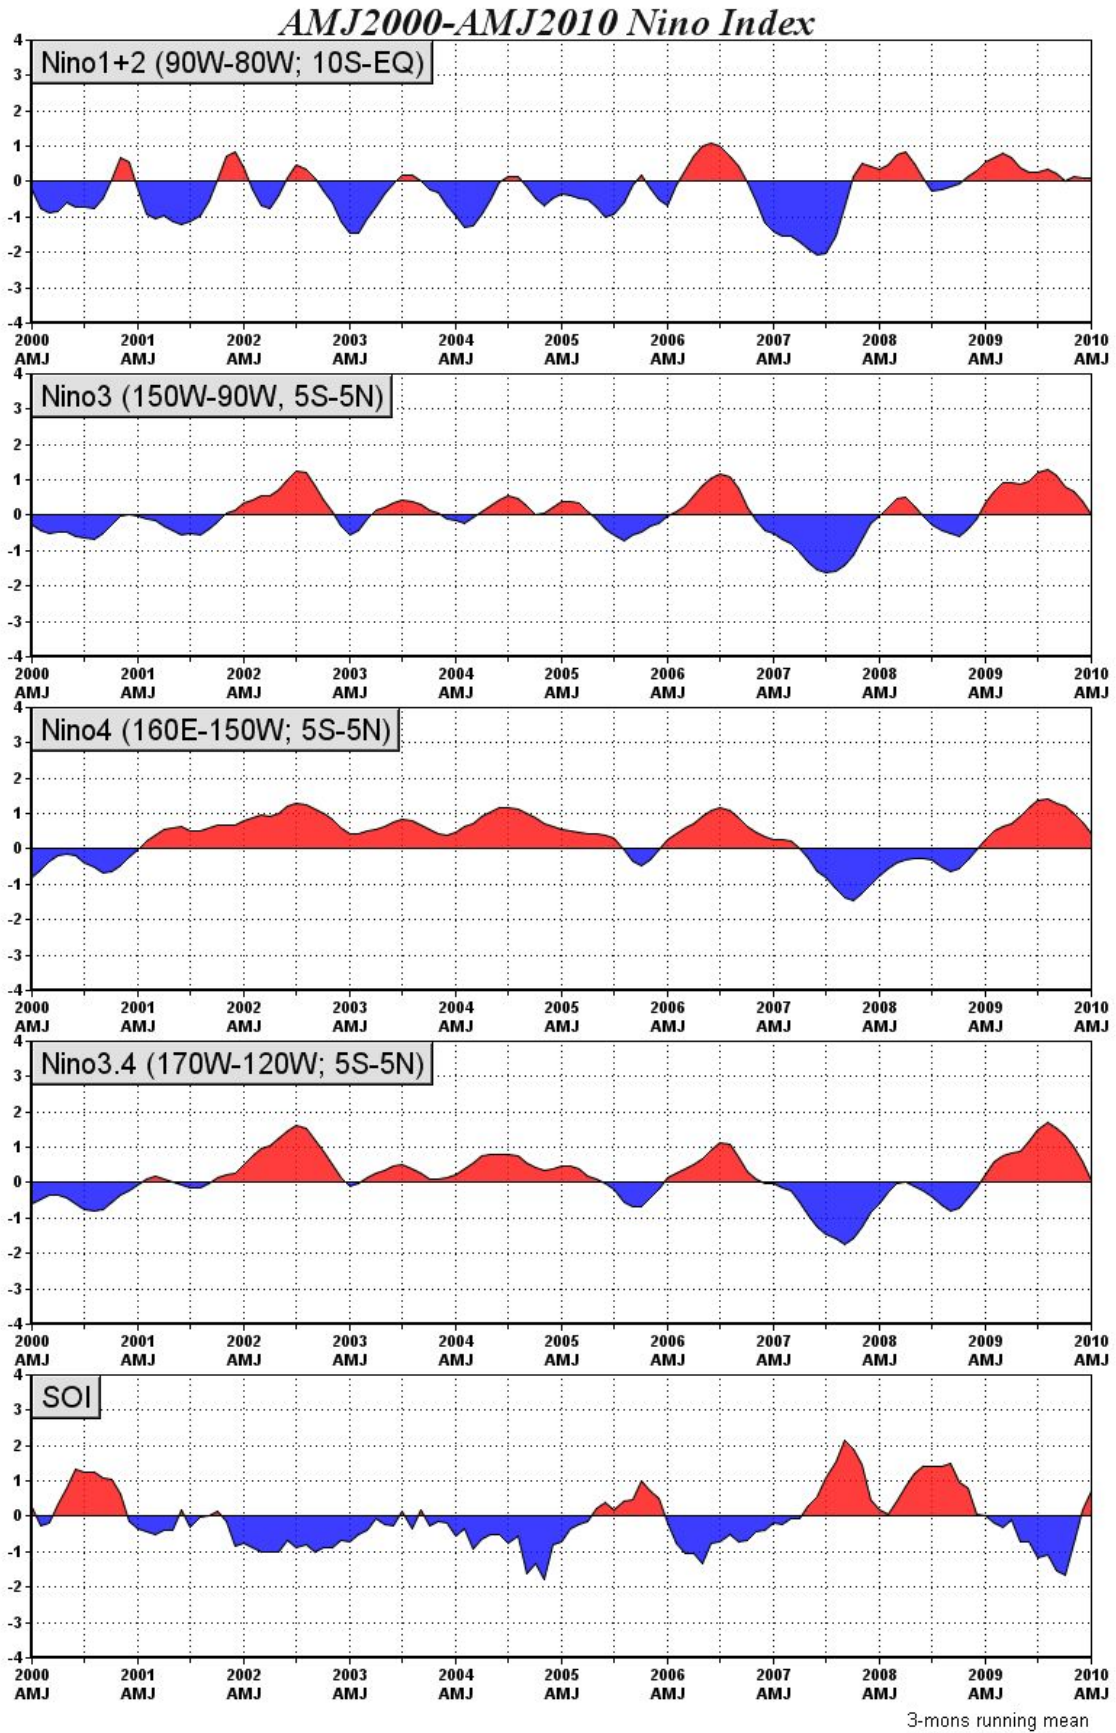 AMJ2000-AMJ2010 Nino Index
Nino1+2 (90W-80W; 10S-EQ)
4
3
2
1
0
-1
-2
-3
-4
2000 2001 2002 2003 2004 2005 2006 2007 2008 2009 2010
AMJ AMJ AMJ AMJ AMJ AMJ AMJ AMJ AMJ AMJ AMJ
Nino3 (150W-90W, 5S-5N)
4
3
2
1
0
-1
-2
-3
-4
2000 2001 2002 2003 2004 2005 2006 2007 2008 2009 2010
AMJ AMJ AMJ AMJ AMJ AMJ AMJ AMJ AMJ AMJ AMJ
Nino4 (160E-150W; 5S-5N)
4
3
2
1
0
-1
-2
-3
-4
2000 2001 2002 2003 2004 2005 2006 2007 2008 2009 2010
AMJ AMJ AMJ AMJ AMJ AMJ AMJ AMJ AMJ AMJ AMJ
Nino3.4 (170W-120W; 5S-5N)
4
3
2
1
0
-1
-2
-3
-4
2000 2001 2002 2003 2004 2005 2006 2007 2008 2009 2010
AMJ AMJ AMJ AMJ AMJ AMJ AMJ AMJ AMJ AMJ AMJ
SOI
4
3
2
1
0
-1
-2
-3
-4
2000 2001 2002 2003 2004 2005 2006 2007 2008 2009 2010
AMJ AMJ AMJ AMJ AMJ AMJ AMJ AMJ AMJ AMJ AMJ
3-mons running mean